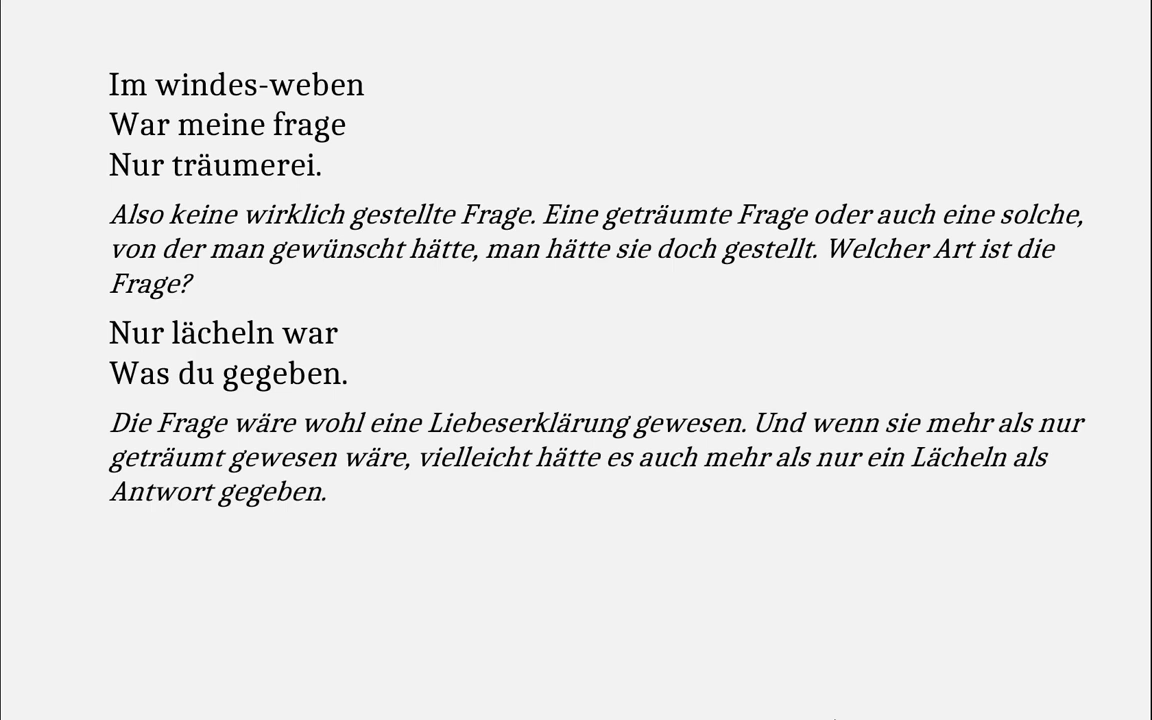 Im windes-weben
War meine frage
Nur träumerei.
Also keine wirklich gestellte Frage. Eine geträumte Frage oder auch eine solche,
von der man gewünscht hätte, man hätte sie doch gestellt. Welcher Art ist die
Frage?
Nur lächeln war
Was du gegeben.
Die Frage wäre wohl eine Liebeserklärung gewesen. Und wenn sie mehr als nur
geträumt gewesen wäre, vielleicht hätte es auch mehr als nur ein Lächeln als
Antwort gegeben.